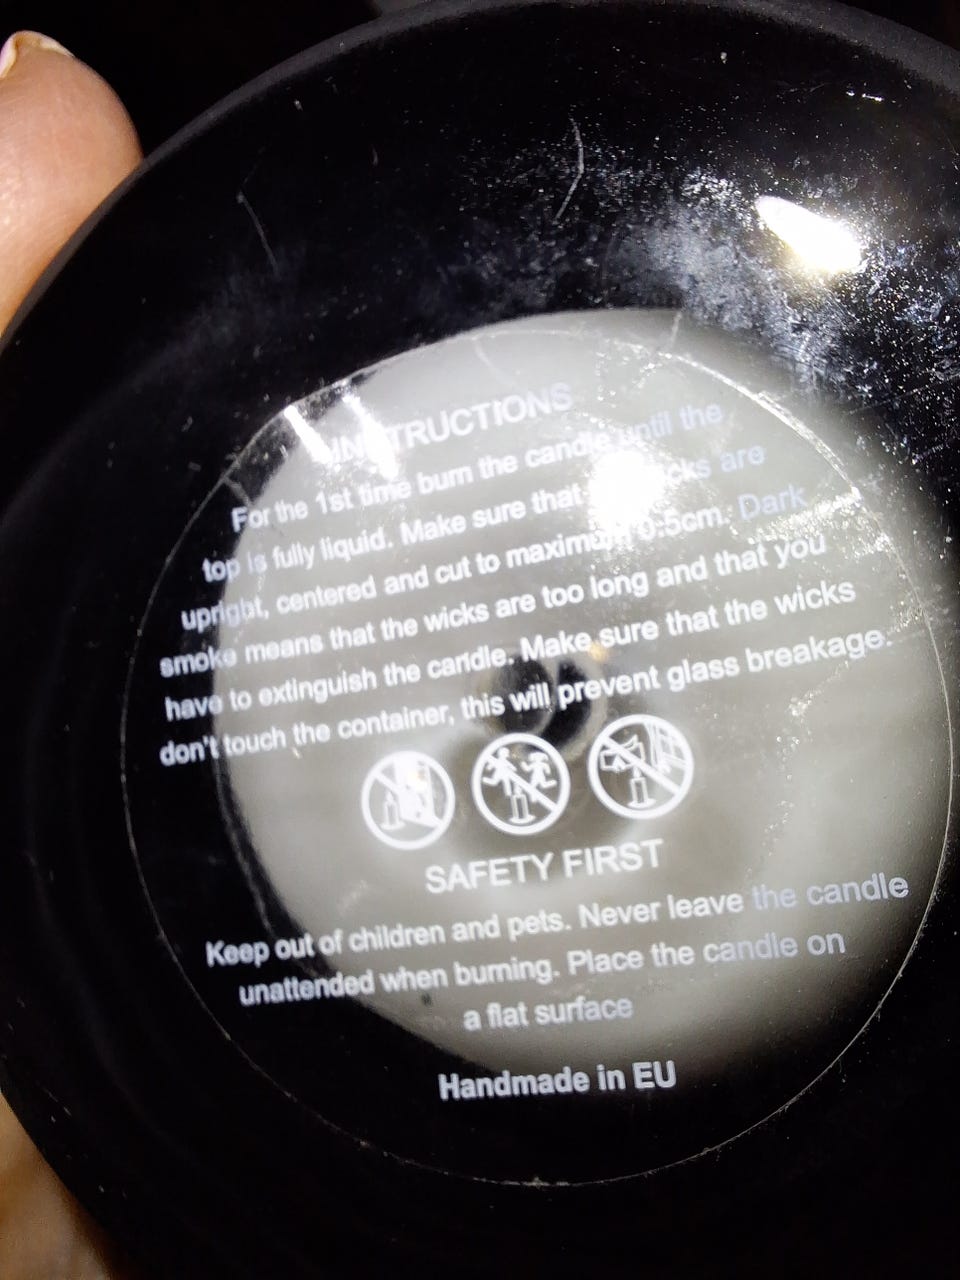 INSTRUCTIONS
For the 1st time burn the candle until the
top is fully liquid. Make sure that wicks are
upright, centered and cut to maximum 0.5cm. Dark
smoke means that the wicks are too long and that you
have to extinguish the candle. Make sure that the wicks
don't touch the container, this will prevent glass breakage.
SAFETY FIRST
Keep out of children and pets. Never leave the candle
unattended when burning. Place the candle on
a flat surface
Handmade in EU